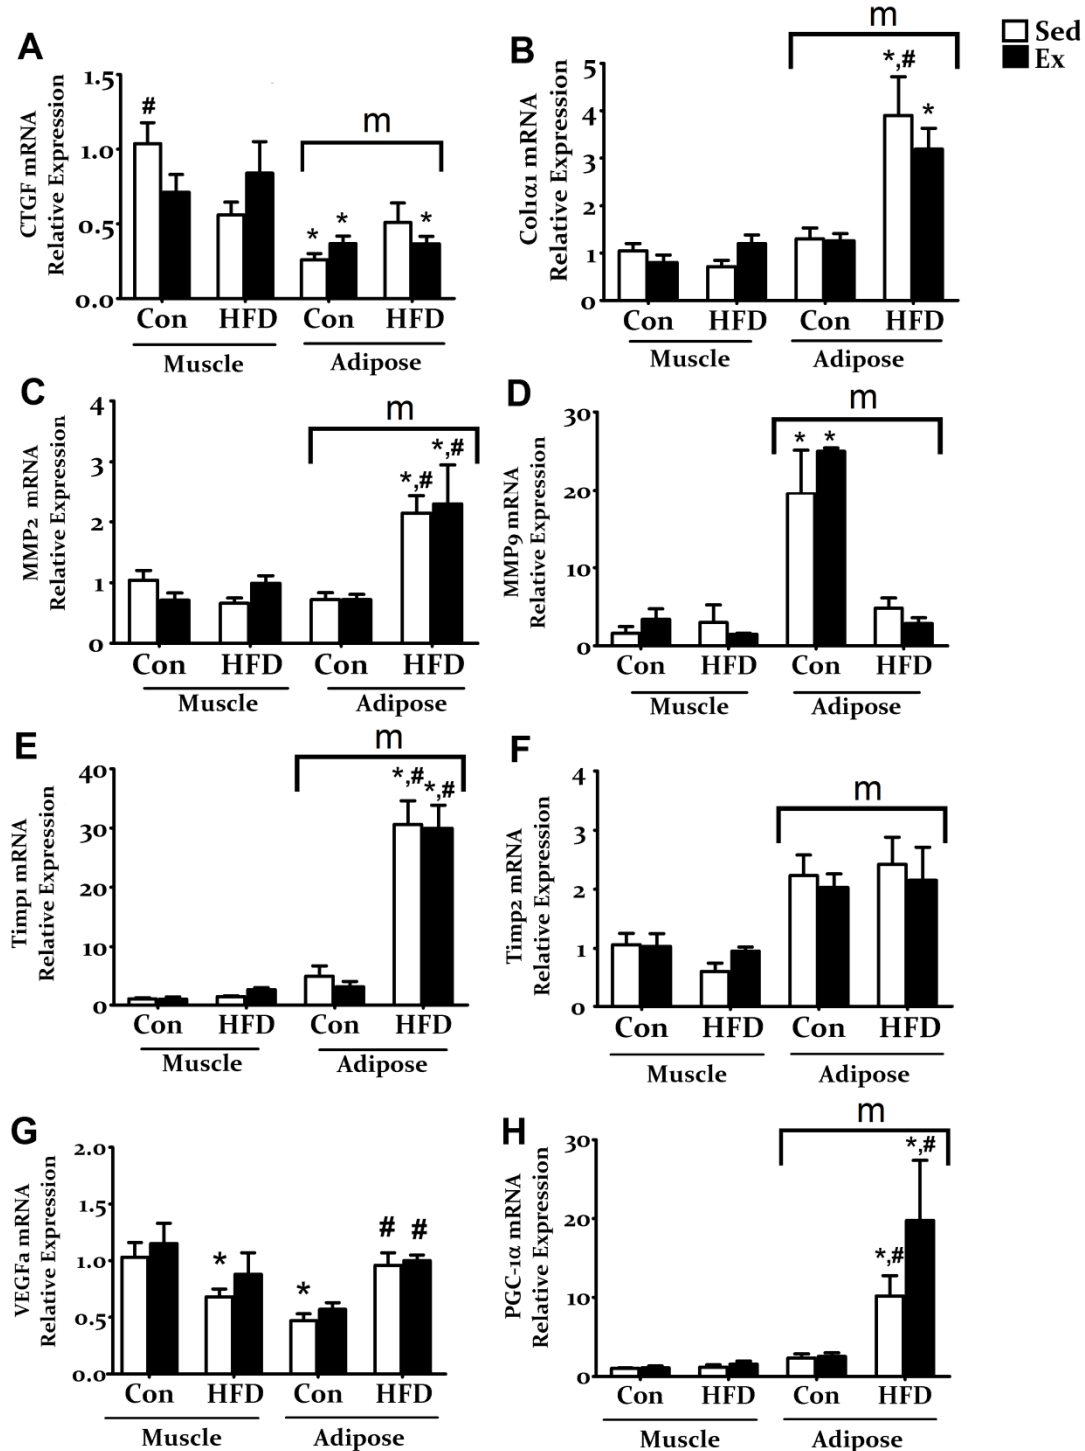 m
Sed
Ex
A
CTGF mRNA
Relative Expression
1.5
1.0
0.5
0.0
#
m
*
*
*
Con HFD Con HFD
Muscle Adipose
B
Col1α1 mRNA
Relative Expression
5
4
3
2
1
0
*,#
*
Con HFD Con HFD
Muscle Adipose
C
MMP2 mRNA
Relative Expression
4
3
2
1
0
m
*,#
*,#
Con HFD Con HFD
Muscle Adipose
D
MMP9 mRNA
Relative Expression
30
20
10
0
m
* *
Con HFD Con HFD
Muscle Adipose
E
Timp1 mRNA
Relative Expression
40
30
20
10
0
m
*,#
*,#
Con HFD Con HFD
Muscle Adipose
F
Timp2 mRNA
Relative Expression
4
3
2
1
0
m
Con HFD Con HFD
Muscle Adipose
G
VEGFa mRNA
Relative Expression
2.0
1.5
1.0
0.5
0.0
*
*
# #
Con HFD Con HFD
Muscle Adipose
H
PGC-1α mRNA
Relative Expression
30
20
10
0
m
*,#
*,#
Con HFD Con HFD
Muscle Adipose